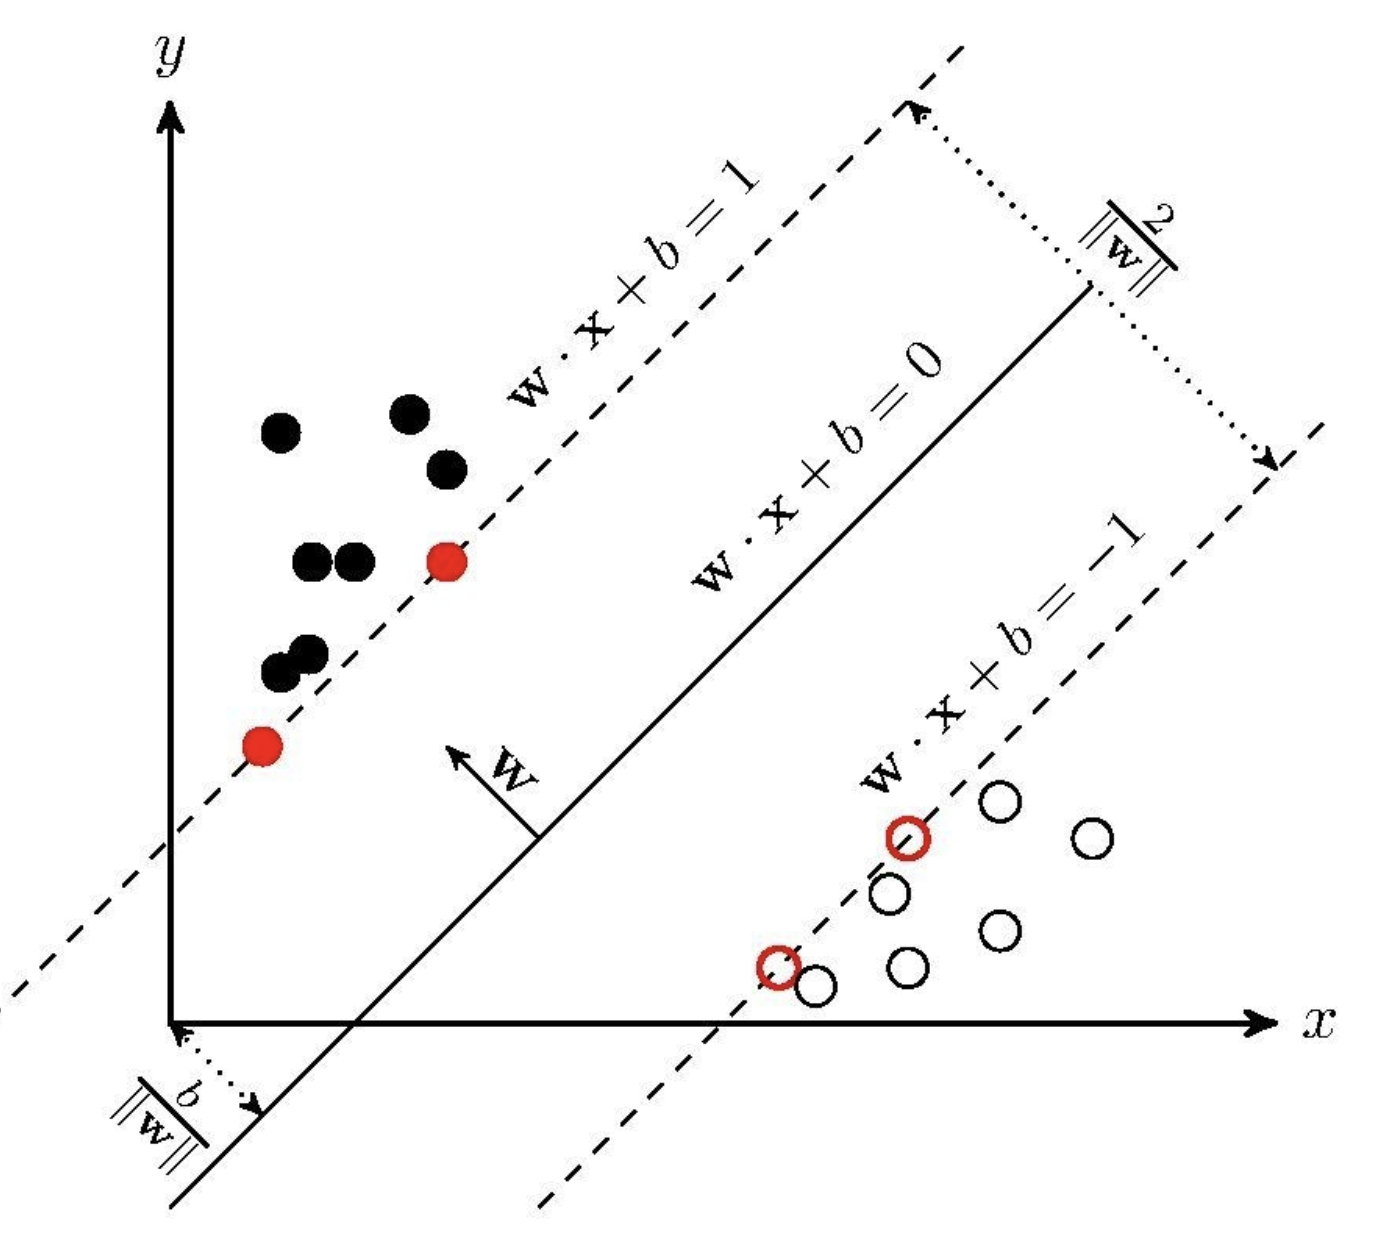 y
w · x + b = 1
2
‖w‖
w · x + b = 0
w · x + b = −1
w
x
b
‖w‖